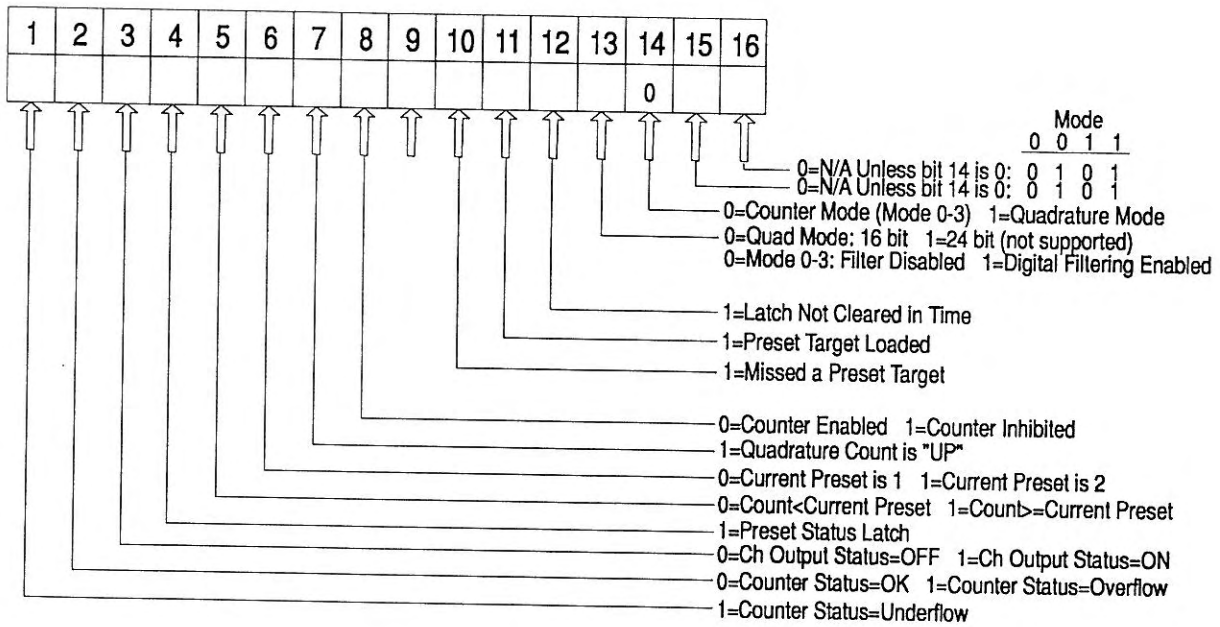 1 2 3 4 5 6 7 8 9 10 11 12 13 14 15 16
0
Mode
0 0 1 1
0=N/A Unless bit 14 is 0: 0 1 0 1
0=N/A Unless bit 14 is 0: 0 1 0 1
0=Counter Mode (Mode 0-3) 1=Quadrature Mode
0=Quad Mode: 16 bit 1=24 bit (not supported)
0=Mode 0-3: Filter Disabled 1=Digital Filtering Enabled
1=Latch Not Cleared in Time
1=Preset Target Loaded
1=Missed a Preset Target
0=Counter Enabled 1=Counter Inhibited
1=Quadrature Count is "UP"
0=Current Preset is 1 1=Current Preset is 2
0=Count<Current Preset 1=Count>=Current Preset
1=Preset Status Latch
0=Ch Output Status=OFF 1=Ch Output Status=ON
0=Counter Status=OK 1=Counter Status=Overflow
1=Counter Status=Underflow